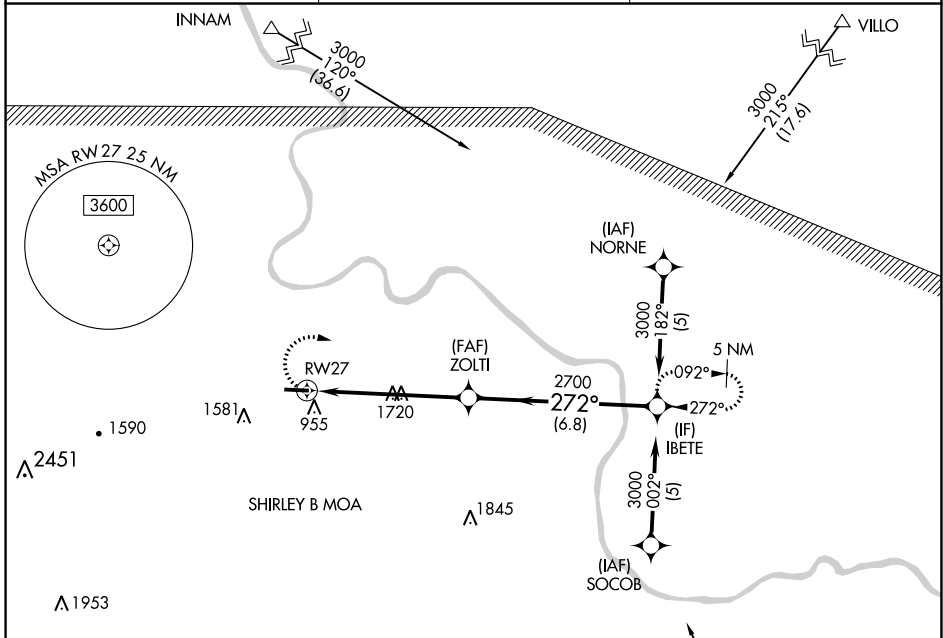 INNAM
VILLO
3000
120°
(36.6)
3000
215°
(17.6)
MSA RW 27 25 NM
3600
(IAF)
NORNE
3000
182°
(5)
5 NM
092°
272°
(FAF)
ZOLTI
RW27
2700
272°
(6.8)
(IF)
IBETE
1581
955
1720
1590
2451
SHIRLEY B MOA
1845
3000
002°
(5)
(IAF)
SOCOB
1953